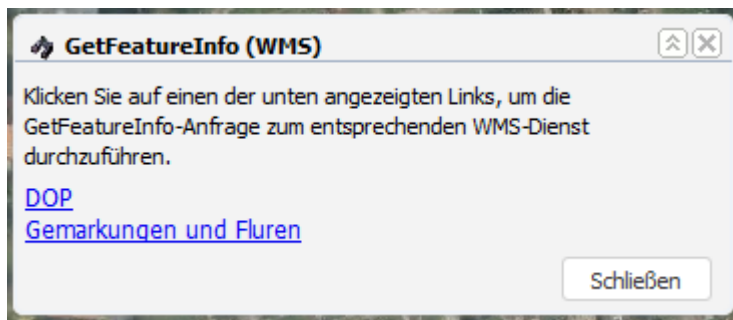 GetFeatureInfo (WMS)
Klicken Sie auf einen der unten angezeigten Links, um die
GetFeatureInfo-Anfrage zum entsprechenden WMS-Dienst
durchzuführen.
DOP
Gemarkungen und Fluren
Schließen